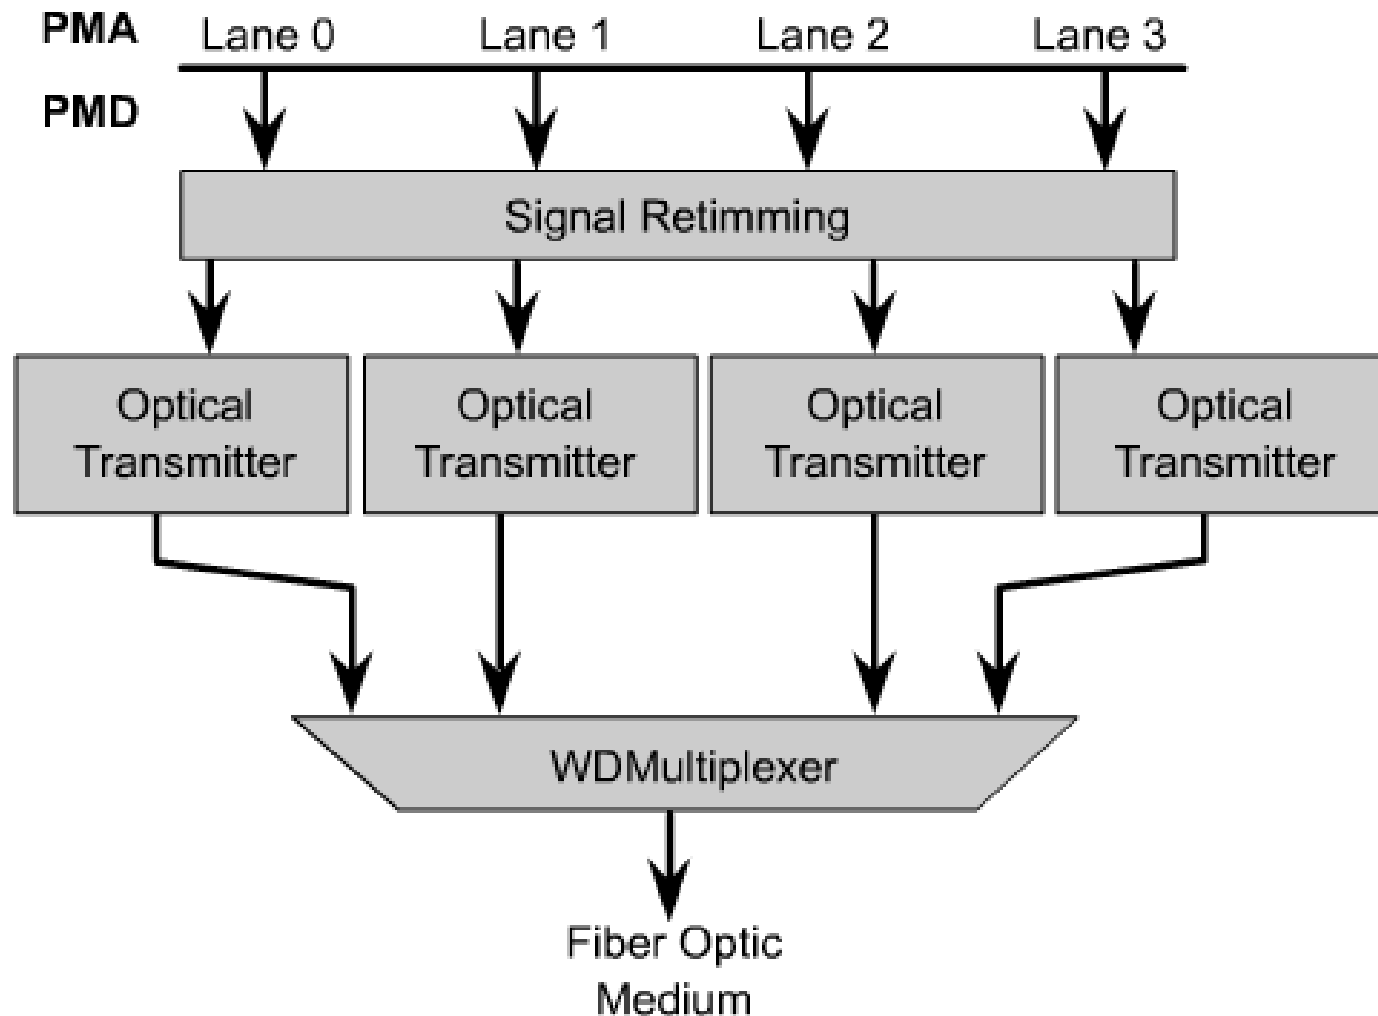 PMA Lane 0 Lane 1 Lane 2 Lane 3
PMD
Signal Retimming
Optical Transmitter
Optical Transmitter
Optical Transmitter
Optical Transmitter
WDMultiplexer
Fiber Optic
Medium